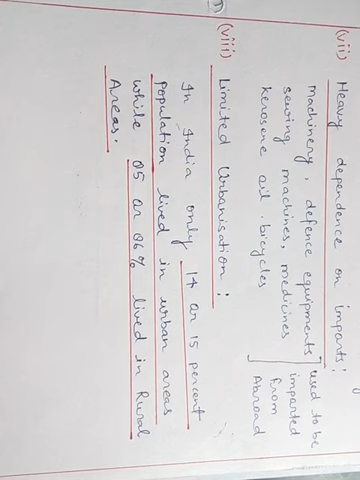 (vii) Heavy dependence on imports:
machinery, defence equipments
sewing machines, medicines
kerosene oil, bicycles
used to be
imported
from
Abroad
(viii) Limited Urbanisation:
In India only 14 or 15 percent
population lived in urban areas
while 85 or 86% lived in Rural
Areas.